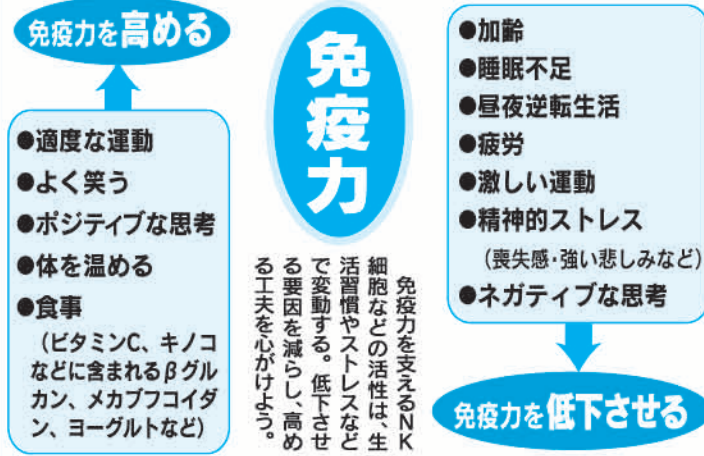 免疫力を高める
●適度な運動
●よく笑う
●ポジティブな思考
●体を温める
●食事
（ビタミンC、キノコ
などに含まれるβグル
カン、メカブフコイダ
ン、ヨーグルトなど）
免疫力
免疫力を支えるNK
細胞などの活性は、生
活習慣やストレスなど
で変動する。低下させ
る要因を減らし、高め
る工夫を心がけよう。
●加齢
●睡眠不足
●昼夜逆転生活
●疲労
●激しい運動
●精神的ストレス
（喪失感・強い悲しみなど）
●ネガティブな思考
免疫力を低下させる